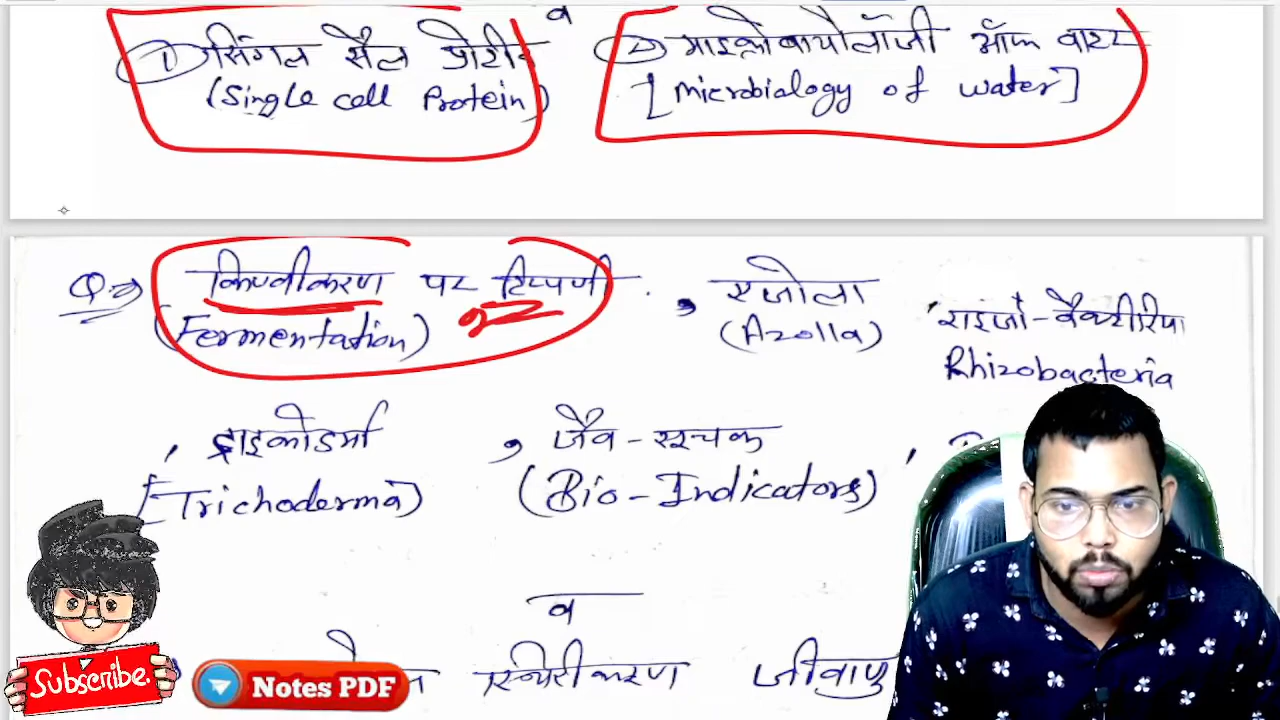 व
① सिंगल सैल प्रोटीन ② माइक्रोबायोलॉजी ऑफ वाटर
(Single cell Protein) [Microbiology of water]
Q.⇒ किण्वीकरण पर टिप्पणी . , एजोला , राइजो-बैक्टीरिया
(Fermentation) (Azolla) Rhizobacteria
, ट्राइकोडर्मा , जैव-सूचक ,
[Trichoderma) (Bio-Indicators)
व
स्थिरीकरण जीवाणु
Subscribe.
Notes PDF